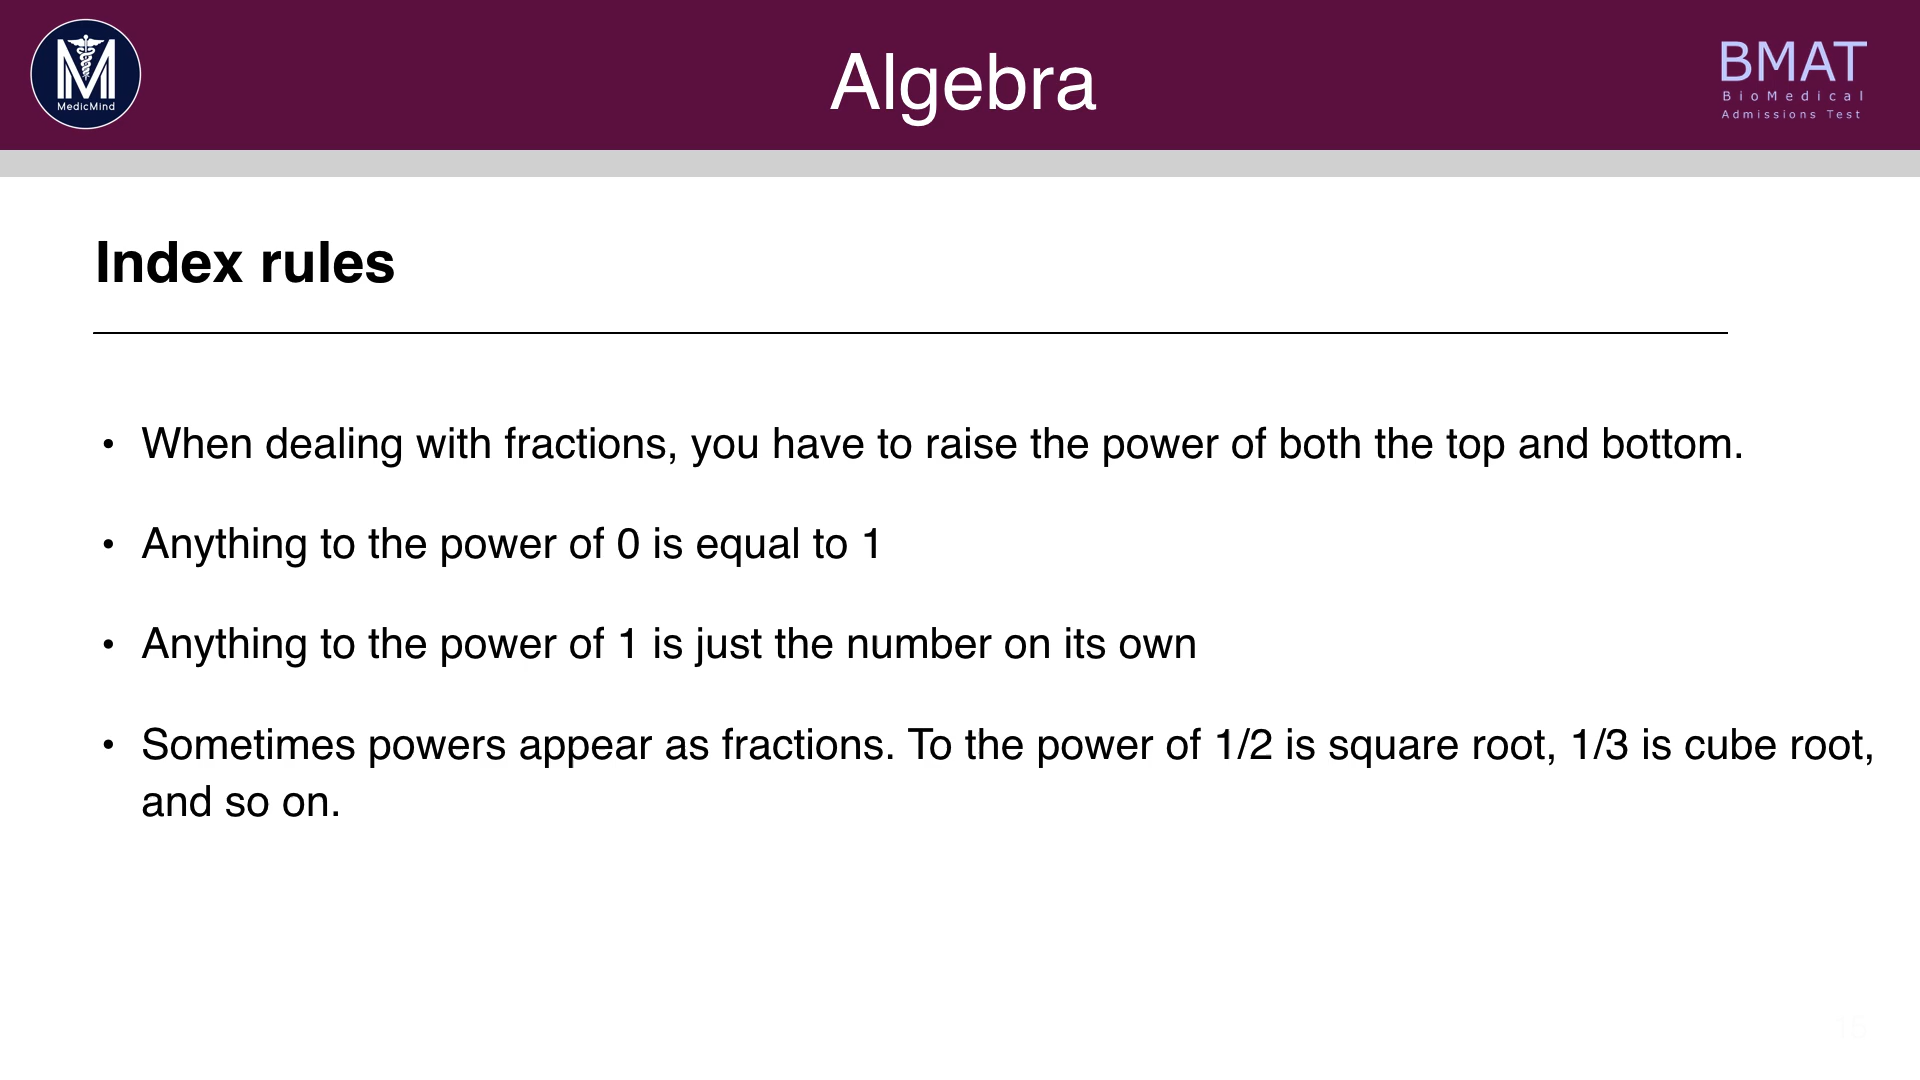 MedicMind
Algebra
BMAT
BioMedical
Admissions Test
Index rules
• When dealing with fractions, you have to raise the power of both the top and bottom.
• Anything to the power of 0 is equal to 1
• Anything to the power of 1 is just the number on its own
• Sometimes powers appear as fractions. To the power of 1/2 is square root, 1/3 is cube root,
and so on.